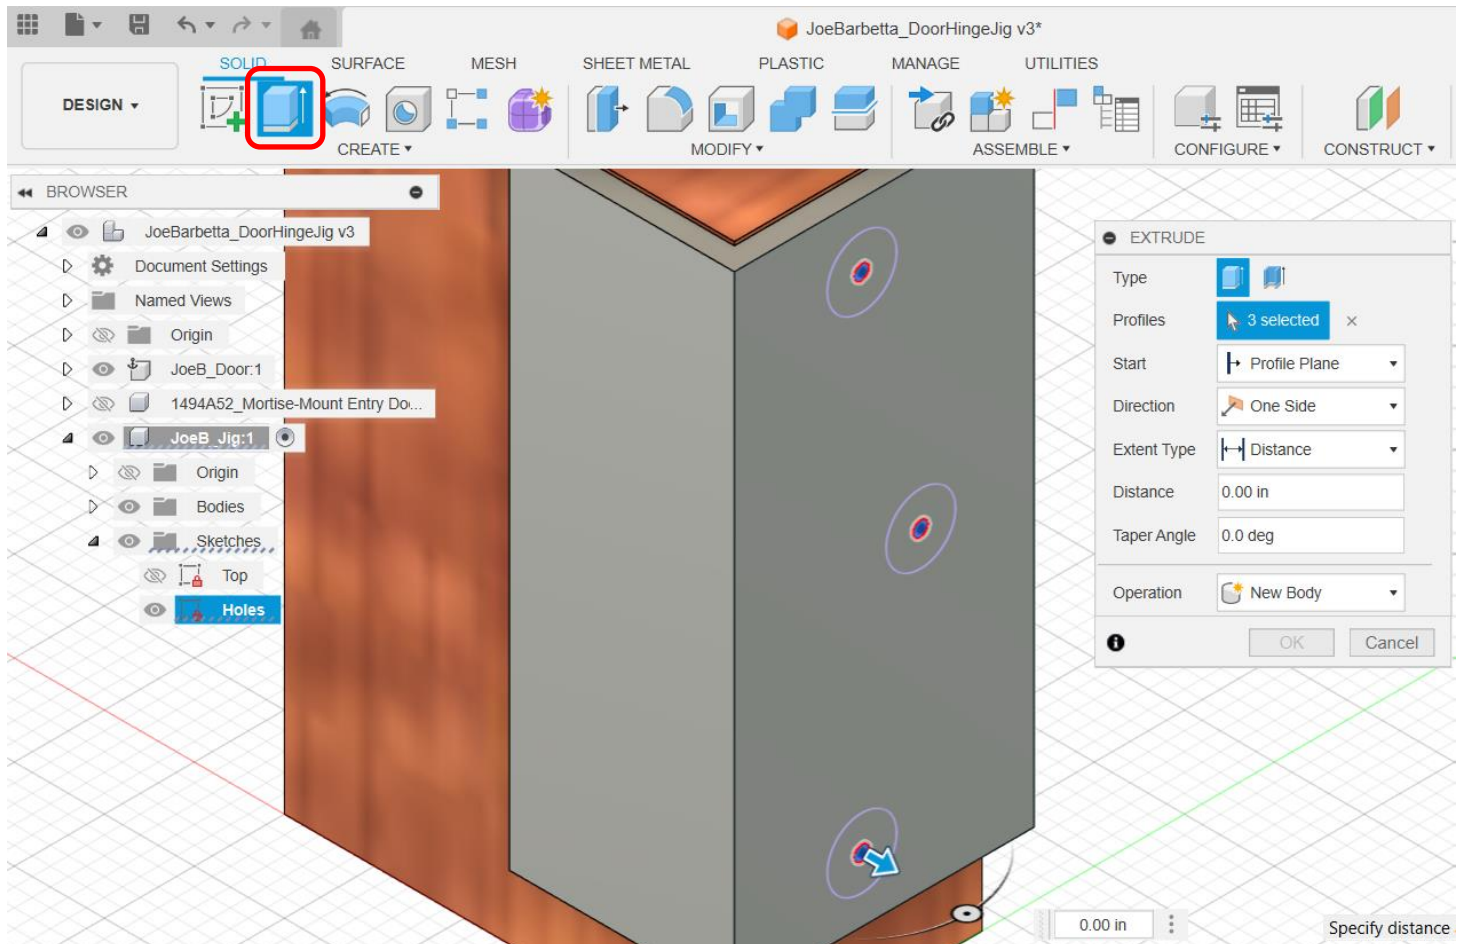 JoeBarbetta_DoorHingeJig v3*
SOLID SURFACE MESH SHEET METAL PLASTIC MANAGE UTILITIES
DESIGN
CREATE MODIFY ASSEMBLE CONFIGURE CONSTRUCT
BROWSER
JoeBarbetta_DoorHingeJig v3
Document Settings
Named Views
Origin
JoeB_Door:1
1494A52_Mortise-Mount Entry Do...
JoeB_Jig:1
Origin
Bodies
Sketches
Top
Holes
EXTRUDE
Type
Profiles 3 selected ×
Start Profile Plane
Direction One Side
Extent Type Distance
Distance 0.00 in
Taper Angle 0.0 deg
Operation New Body
OK Cancel
0.00 in
Specify distance